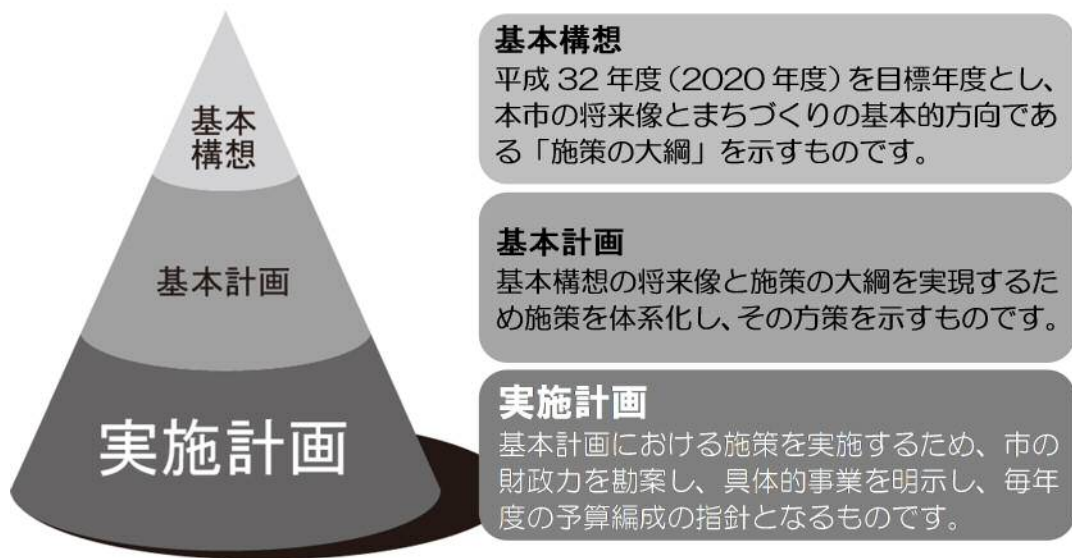 基本
構想
基本計画
実施計画
基本構想
平成 32 年度（2020 年度）を目標年度とし、
本市の将来像とまちづくりの基本的方向であ
る「施策の大綱」を示すものです。
基本計画
基本構想の将来像と施策の大綱を実現するた
め施策を体系化し、その方策を示すものです。
実施計画
基本計画における施策を実施するため、市の
財政力を勘案し、具体的事業を明示し、毎年
度の予算編成の指針となるものです。